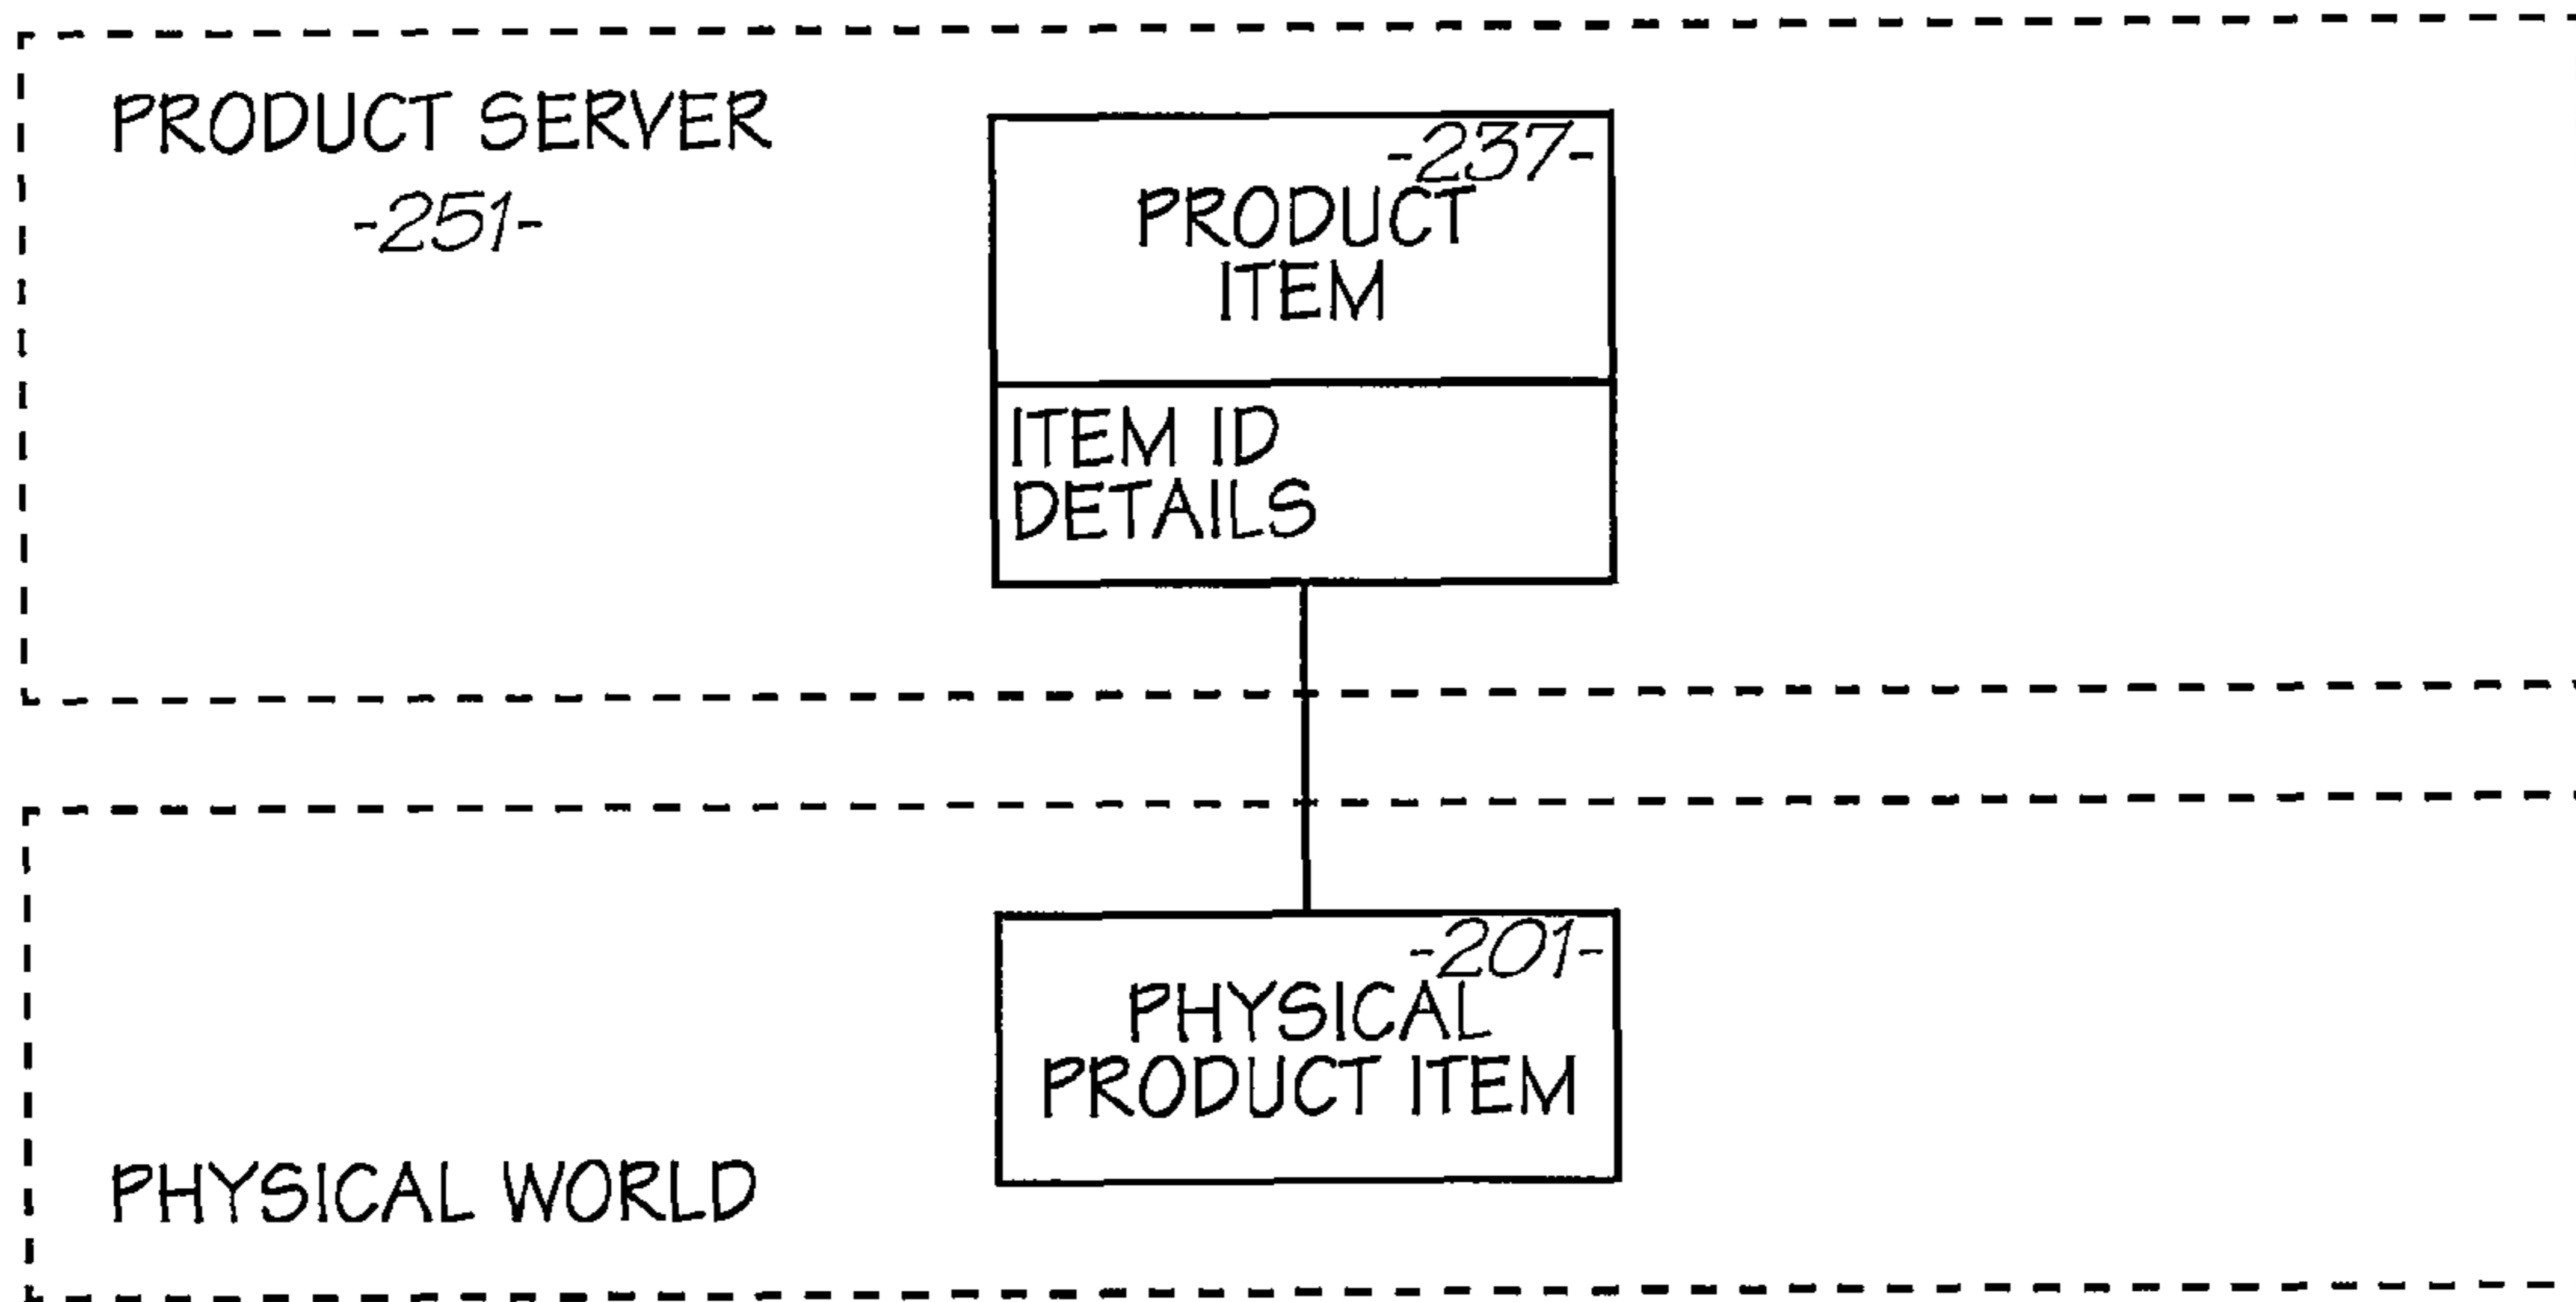 PRODUCT SERVER
-251-
-237-
PRODUCT
ITEM
ITEM ID
DETAILS
-201-
PHYSICAL
PRODUCT ITEM
PHYSICAL WORLD